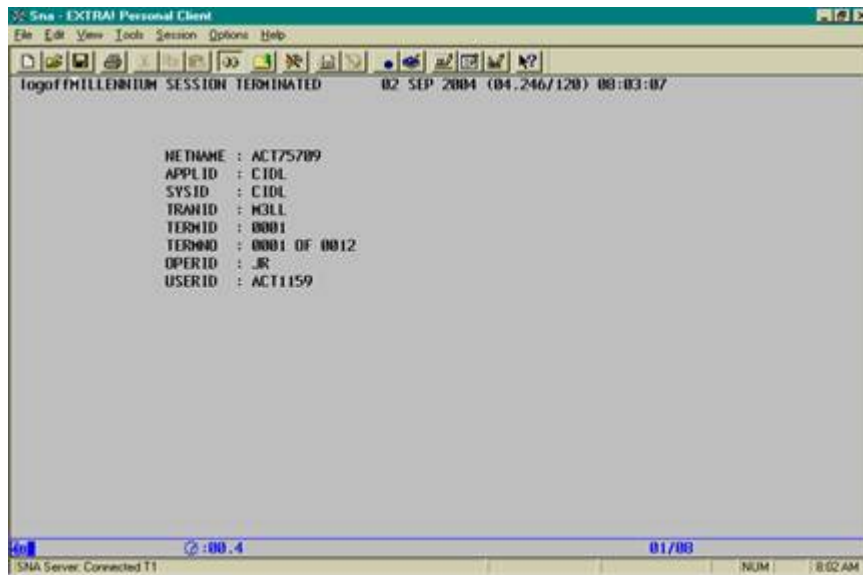 Sna - EXTRA! Personal Client
File Edit View Tools Session Options Help
logoffMILLENNIUM SESSION TERMINATED 02 SEP 2004 (04.246/120) 08:03:07
NETNAME : ACT75709
APPLID : CIDL
SYSID : CIDL
TRANID : M3LL
TERMID : 0001
TERMNO : 0001 OF 0012
OPERID : JR
USERID : ACT1159
:00.4 01/08
SNA Server: Connected T1 NUM 8:02 AM